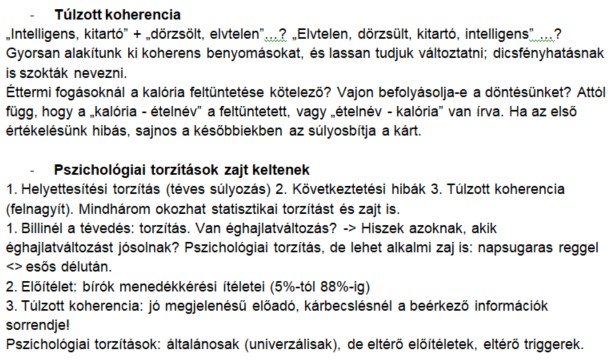 - Túlzott koherencia
„Intelligens, kitartó” + „dörzsölt, elvtelen”…? „Elvtelen, dörzsült, kitartó, intelligens” …?
Gyorsan alakítunk ki koherens benyomásokat, és lassan tudjuk változtatni; dicsfényhatásnak
is szokták nevezni.
Éttermi fogásoknál a kalória feltüntetése kötelező? Vajon befolyásolja-e a döntésünket? Attól
függ, hogy a „kalória - ételnév” a feltüntetett, vagy „ételnév - kalória” van írva. Ha az első
értékelésünk hibás, sajnos a későbbiekben az súlyosbítja a kárt.
- Pszichológiai torzítások zajt keltenek
1. Helyettesítési torzítás (téves súlyozás) 2. Következtetési hibák 3. Túlzott koherencia
(felnagyít). Mindhárom okozhat statisztikai torzítást és zajt is.
1. Billinél a tévedés: torzítás. Van éghajlatváltozás? -> Hiszek azoknak, akik
éghajlatváltozást jósolnak? Pszichológiai torzítás, de lehet alkalmi zaj is: napsugaras reggel
<> esős délután.
2. Előítélet: bírók menedékkérési ítéletei (5%-tól 88%-ig)
3. Túlzott koherencia: jó megjelenésű előadó, kárbecslésnél a beérkező információk
sorrendje!
Pszichológiai torzítások: általánosak (univerzálisak), de eltérő előítéletek, eltérő triggerek.